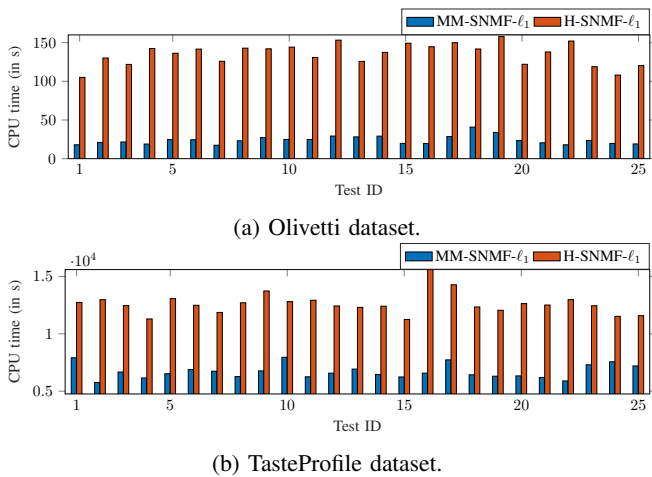 MM-SNMF-ℓ₁ H-SNMF-ℓ₁
150
100
50
0
CPU time (in s)
1 5 10 15 20 25
Test ID
(a) Olivetti dataset.
MM-SNMF-ℓ₁ H-SNMF-ℓ₁
·10⁴
1.5
1
0.5
CPU time (in s)
1 5 10 15 20 25
Test ID
(b) TasteProfile dataset.